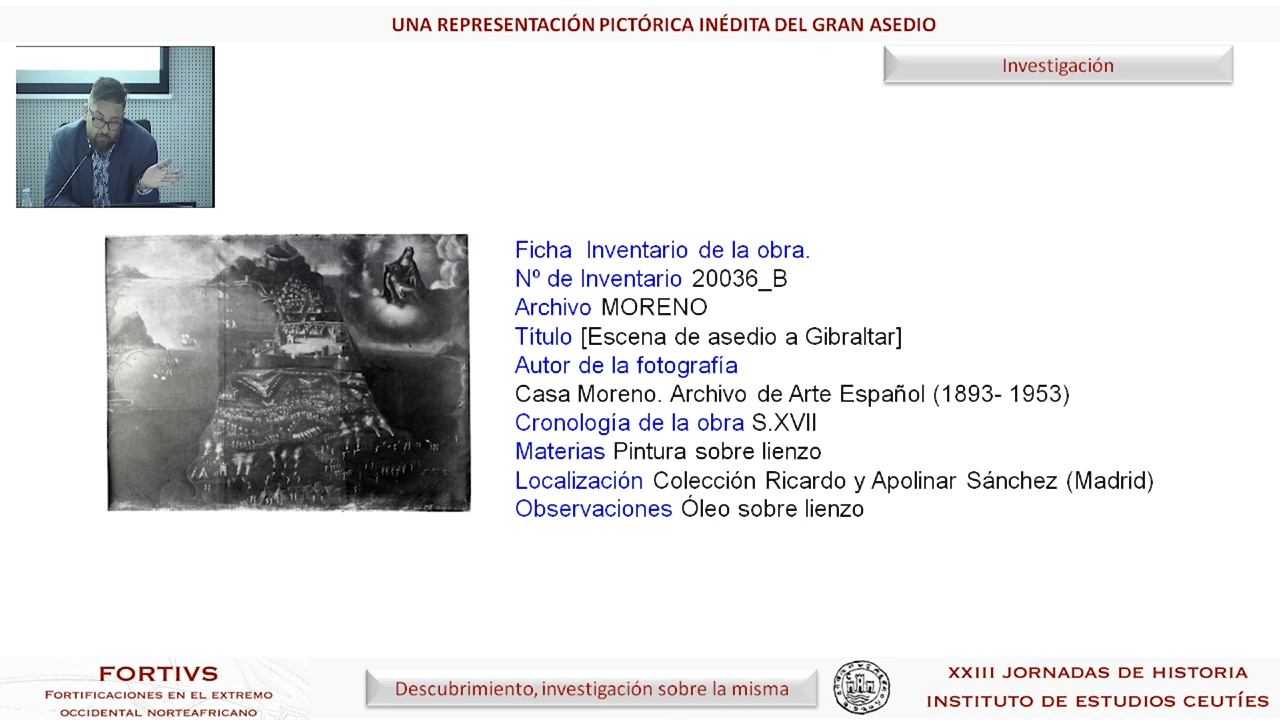 UNA REPRESENTACIÓN PICTÓRICA INÉDITA DEL GRAN ASEDIO
Investigación
Ficha Inventario de la obra.
Nº de Inventario 20036_B
Archivo MORENO
Título [Escena de asedio a Gibraltar]
Autor de la fotografía
Casa Moreno. Archivo de Arte Español (1893- 1953)
Cronología de la obra S.XVII
Materias Pintura sobre lienzo
Localización Colección Ricardo y Apolinar Sánchez (Madrid)
Observaciones Óleo sobre lienzo
FORTIVS
FORTIFICACIONES EN EL EXTREMO
OCCIDENTAL NORTEAFRICANO
Descubrimiento, investigación sobre la misma
XXIII JORNADAS DE HISTORIA
INSTITUTO DE ESTUDIOS CEUTÍES